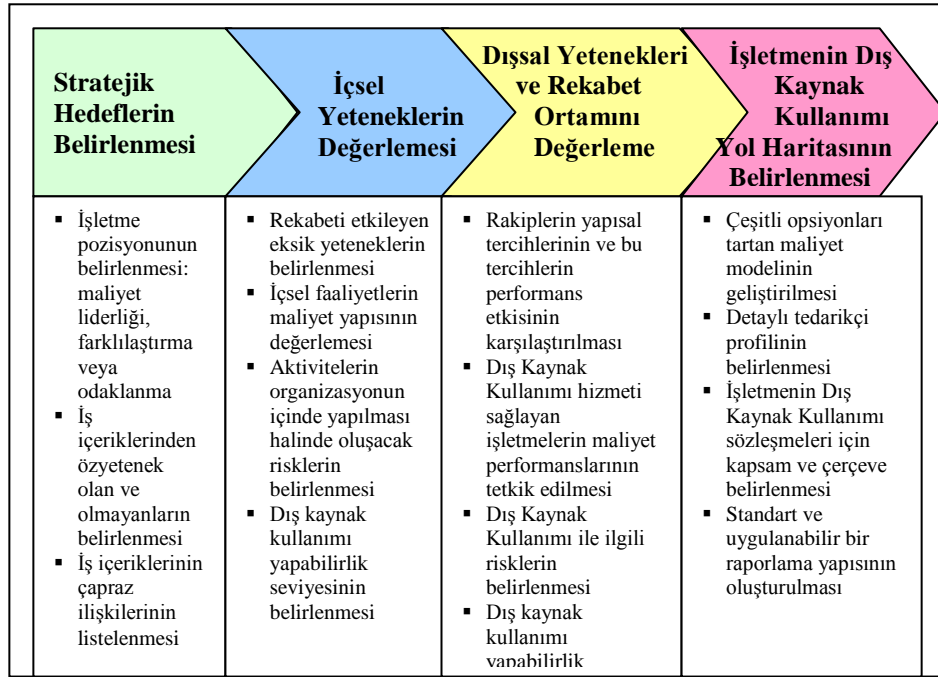 Stratejik
Hedeflerin
Belirlenmesi
İçsel
Yeteneklerin
Değerlemesi
Dışsal Yetenekleri
ve Rekabet
Ortamını
Değerleme
İşletmenin Dış
Kaynak
Kullanımı
Yol Haritasının
Belirlenmesi
▪ İşletme
pozisyonunun
belirlenmesi:
maliyet
liderliği,
farklılaştırma
veya
odaklanma
▪ İş
içeriklerinden
özyetenek
olan ve
olmayanların
belirlenmesi
▪ İş içeriklerinin
çapraz
ilişkilerinin
listelenmesi
▪ Rekabeti etkileyen
eksik yeteneklerin
belirlenmesi
▪ İçsel faaliyetlerin
maliyet yapısının
değerlemesi
▪ Aktivitelerin
organizasyonun
içinde yapılması
halinde oluşacak
risklerin
belirlenmesi
▪ Dış kaynak
kullanımı
yapabilirlik
seviyesinin
belirlenmesi
▪ Rakiplerin yapısal
tercihlerinin ve bu
tercihlerin
performans
etkisinin
karşılaştırılması
▪ Dış Kaynak
Kullanımı hizmeti
sağlayan
işletmelerin maliyet
performanslarının
tetkik edilmesi
▪ Dış Kaynak
Kullanımı ile ilgili
risklerin
belirlenmesi
▪ Dış kaynak
kullanımı
yapabilirlik
▪ Çeşitli opsiyonları
tartan maliyet
modelinin
geliştirilmesi
▪ Detaylı tedarikçi
profilinin
belirlenmesi
▪ İşletmenin Dış
Kaynak Kullanımı
sözleşmeleri için
kapsam ve çerçeve
belirlenmesi
▪ Standart ve
uygulanabilir bir
raporlama yapısının
oluşturulması